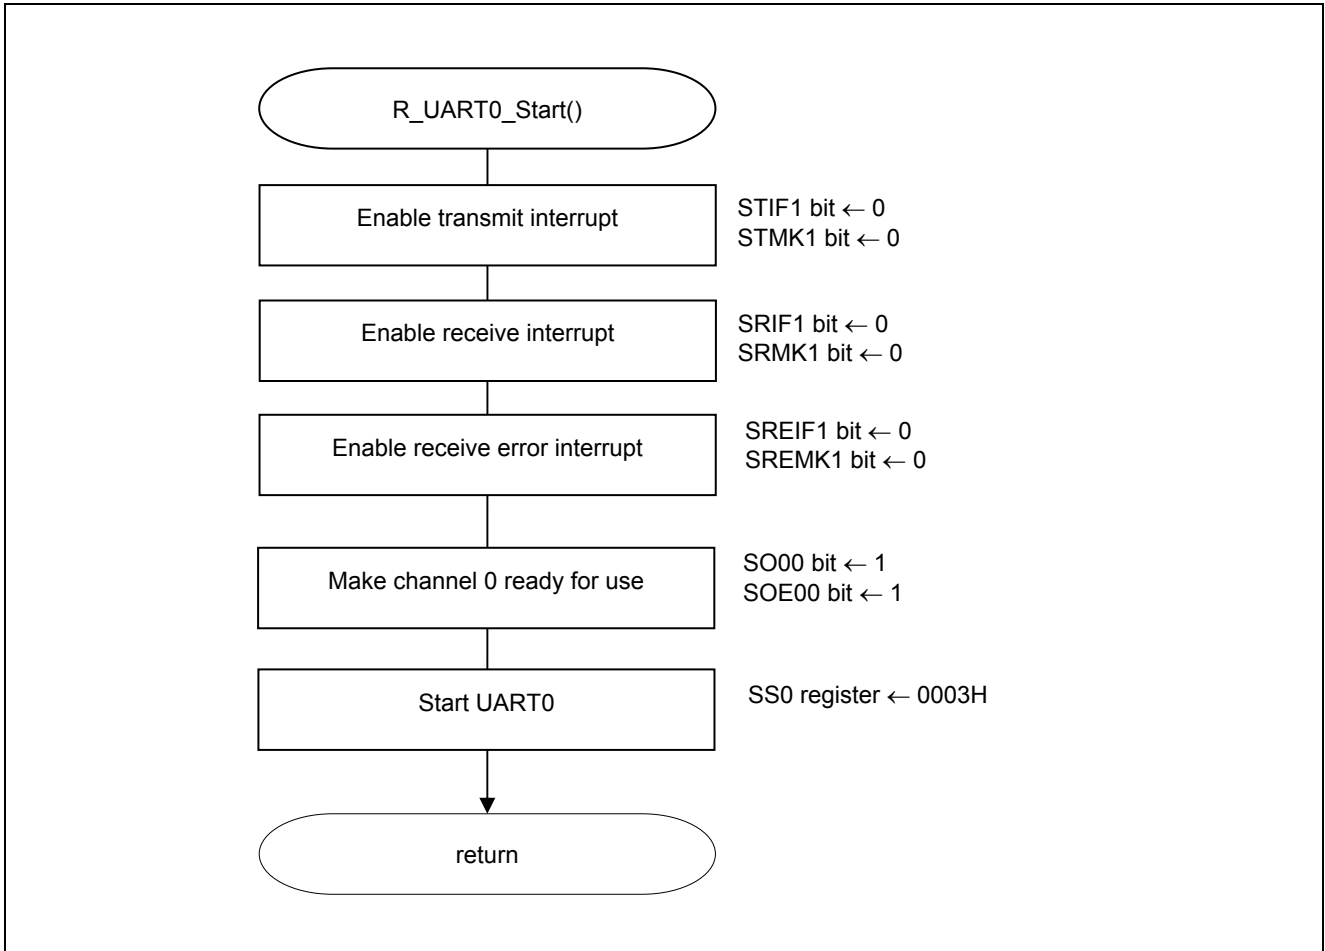 R_UART0_Start()
Enable transmit interrupt
STIF1 bit ← 0
STMK1 bit ← 0
Enable receive interrupt
SRIF1 bit ← 0
SRMK1 bit ← 0
Enable receive error interrupt
SREIF1 bit ← 0
SREMK1 bit ← 0
Make channel 0 ready for use
SO00 bit ← 1
SOE00 bit ← 1
Start UART0
SS0 register ← 0003H
return